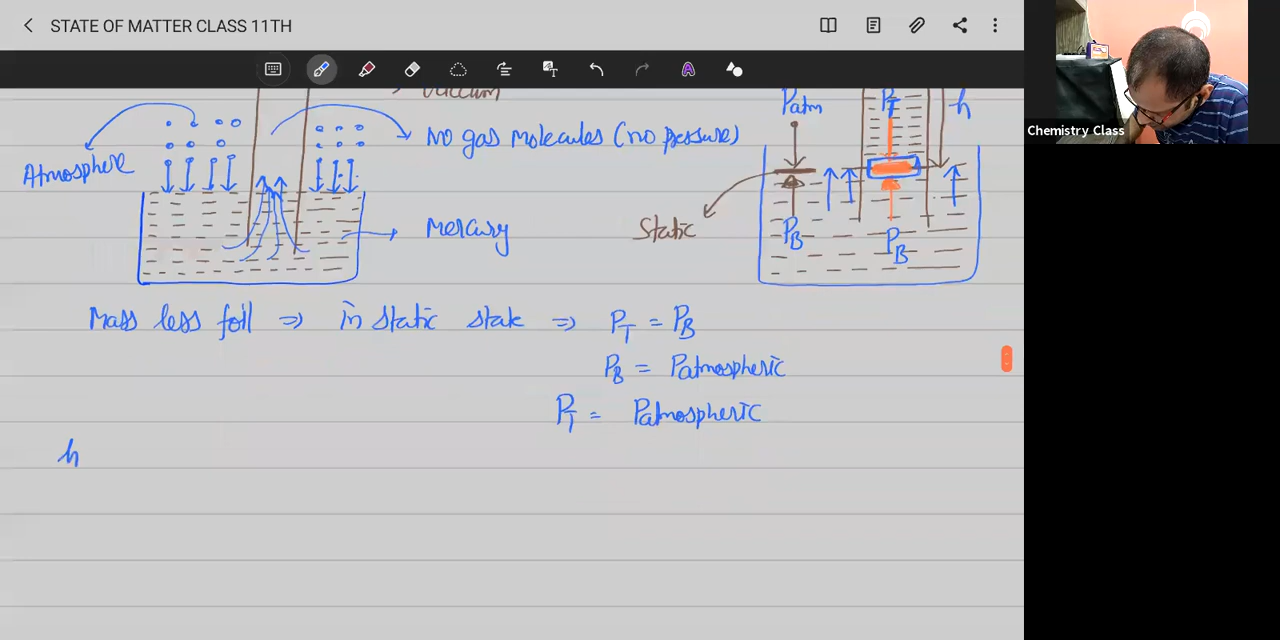 STATE OF MATTER CLASS 11TH
Chemistry Class
Vaccum
Patm
PT
h
No gas molecules (no pressure)
Atmosphere
Mercury
Static
PB
PB
Mass less foil ⇒ in static state ⇒ PT = PB
PB = Patmospheric
PT = Patmospheric
h